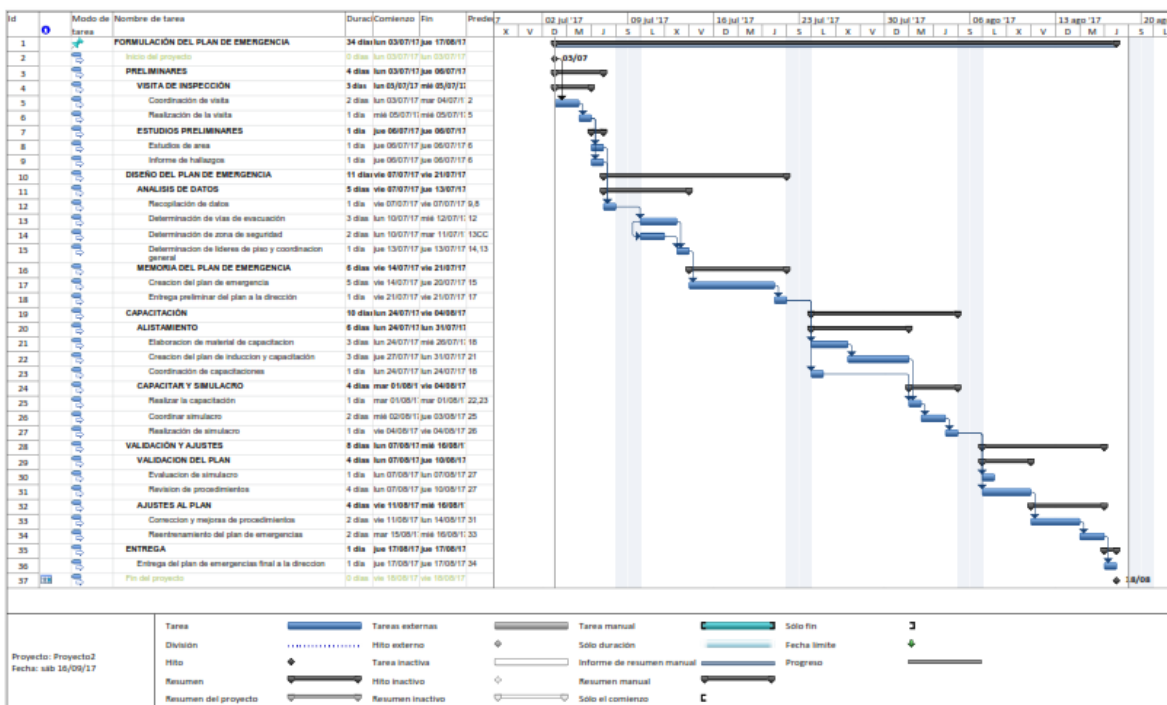 Id Modo de tarea Nombre de tarea Duraci Comienzo Fin Predec 7 02 jul '17 09 jul '17 16 jul '17 23 jul '17 30 jul '17 06 ago '17 13 ago '17 20 ag
X V D M S L X V D M J S L X V D M J S L X V D M
1 FORMULACIÓN DEL PLAN DE EMERGENCIA 34 días lun 03/07/17 jue 17/08/17
2 Inicio del proyecto 0 días lun 03/07/17 lun 03/07/17 03/07
3 PRELIMINARES 4 días lun 03/07/17 jue 06/07/17
4 VISITA DE INSPECCIÓN 3 días lun 03/07/17 mié 05/07/17
5 Coordinación de visita 2 días lun 03/07/17 mar 04/07/17 2
6 Realización de la visita 1 día mié 05/07/17 mié 05/07/17 5
7 ESTUDIOS PRELIMINARES 1 día jue 06/07/17 jue 06/07/17
8 Estudios de area 1 día jue 06/07/17 jue 06/07/17 6
9 Informe de hallazgos 1 día jue 06/07/17 jue 06/07/17 6
10 DISEÑO DEL PLAN DE EMERGENCIA 11 días vie 07/07/17 vie 21/07/17
11 ANALISIS DE DATOS 5 días vie 07/07/17 jue 13/07/17
12 Recopilación de datos 1 día vie 07/07/17 vie 07/07/17 9,8
13 Determinación de vias de evacuación 3 días lun 10/07/17 mié 12/07/17 12
14 Determinación de zona de seguridad 2 días lun 10/07/17 mar 11/07/17 13CC
15 Determinacion de lideres de piso y coordinacion general 1 día jue 13/07/17 jue 13/07/17 14,13
16 MEMORIA DEL PLAN DE EMERGENCIA 6 días vie 14/07/17 vie 21/07/17
17 Creacion del plan de emergencia 5 días vie 14/07/17 jue 20/07/17 15
18 Entrega preliminar del plan a la dirección 1 día vie 21/07/17 vie 21/07/17 17
19 CAPACITACIÓN 10 días lun 24/07/17 vie 04/08/17
20 ALISTAMIENTO 6 días lun 24/07/17 lun 31/07/17
21 Elaboracion de material de capacitacion 3 días lun 24/07/17 mié 26/07/17 18
22 Creacion del plan de induccion y capacitación 3 días jue 27/07/17 lun 31/07/17 21
23 Coordinación de capacitaciones 1 día lun 24/07/17 lun 24/07/17 18
24 CAPACITAR Y SIMULACRO 4 días mar 01/08/1 vie 04/08/17
25 Realizar la capacitación 1 día mar 01/08/1 mar 01/08/17 22,23
26 Coordinar simulacro 2 días mié 02/08/17 jue 03/08/17 25
27 Realización de simulacro 1 día vie 04/08/17 vie 04/08/17 26
28 VALIDACIÓN Y AJUSTES 8 días lun 07/08/17 mié 16/08/17
29 VALIDACION DEL PLAN 4 días lun 07/08/17 jue 10/08/17
30 Evaluacion de simulacro 1 día lun 07/08/17 lun 07/08/17 27
31 Revision de procedimientos 4 días lun 07/08/17 jue 10/08/17 27
32 AJUSTES AL PLAN 4 días vie 11/08/17 mié 16/08/17
33 Correccion y mejoras de procedimientos 2 días vie 11/08/17 lun 14/08/17 31
34 Reentrenamiento del plan de emergencias 2 días mar 15/08/17 mié 16/08/17 33
35 ENTREGA 1 día jue 17/08/17 jue 17/08/17
36 Entrega del plan de emergencias final a la direccion 1 día jue 17/08/17 jue 17/08/17 34
37 Fin del proyecto 0 días vie 18/08/17 vie 18/08/17 18/08
Proyecto: Proyecto2
Fecha: sáb 16/09/17
Tarea Tareas externas Tarea manual Sólo fin
División Hito externo Sólo duración Fecha límite
Hito Tarea inactiva Informe de resumen manual Progreso
Resumen Hito inactivo Resumen manual
Resumen del proyecto Resumen inactivo Sólo el comienzo